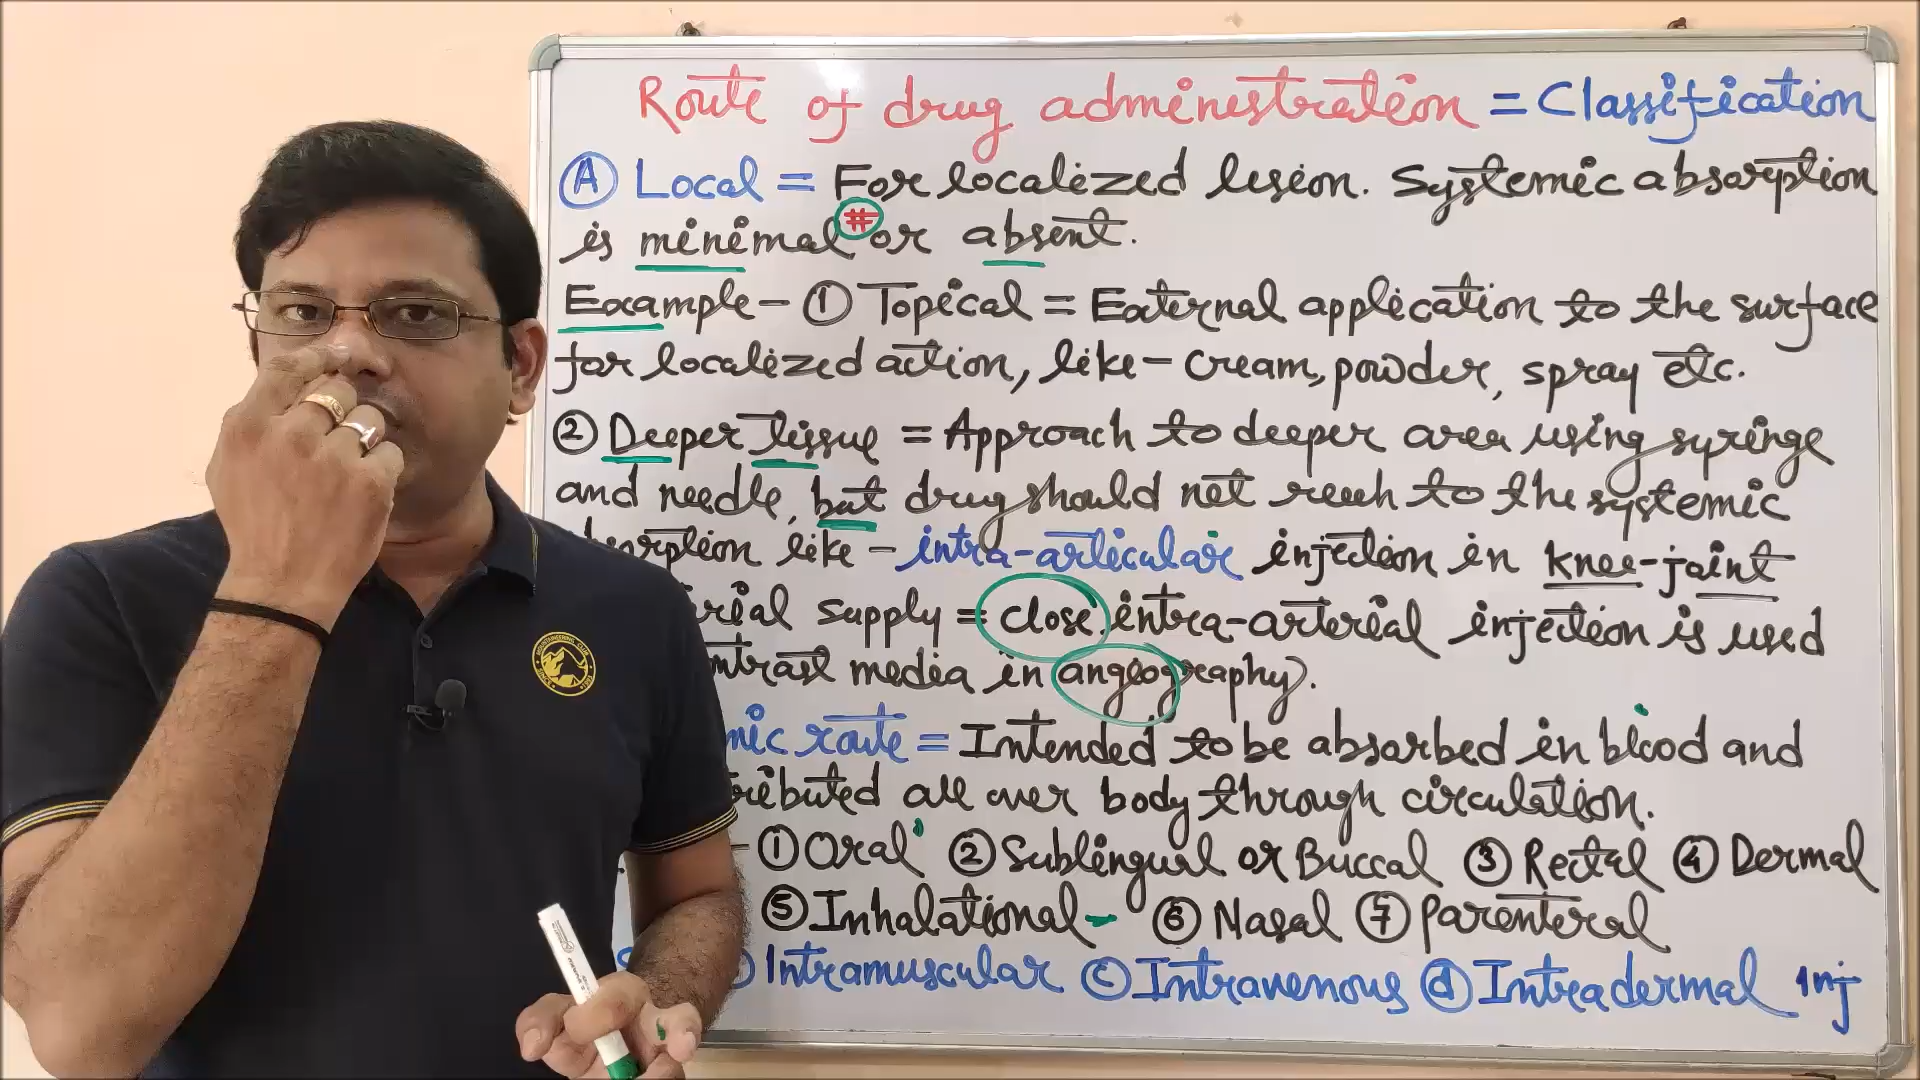 Route of drug administration = Classification
Ⓐ Local = For localized lesion. Systemic absorption
is minimal # or absent.
Example - ① Topical = External application to the surface
for localized action, like - cream, powder, spray etc.
② Deeper tissue = Approach to deeper area using syringe
and needle, but drug should not reach to the systemic
absorption like - intra-articular injection in knee-joint
rial supply = close intra-arterial injection is used
ntrast media in angiography).
mic route = Intended to be absorbed in blood and
tributed all over body through circulation.
- ① Oral ② Sublingual or Buccal ③ Rectal ④ Dermal
⑤ Inhalational - ⑥ Nasal ⑦ Parenteral
Intramuscular ⓒ Intravenous ⓓ Intradermal inj